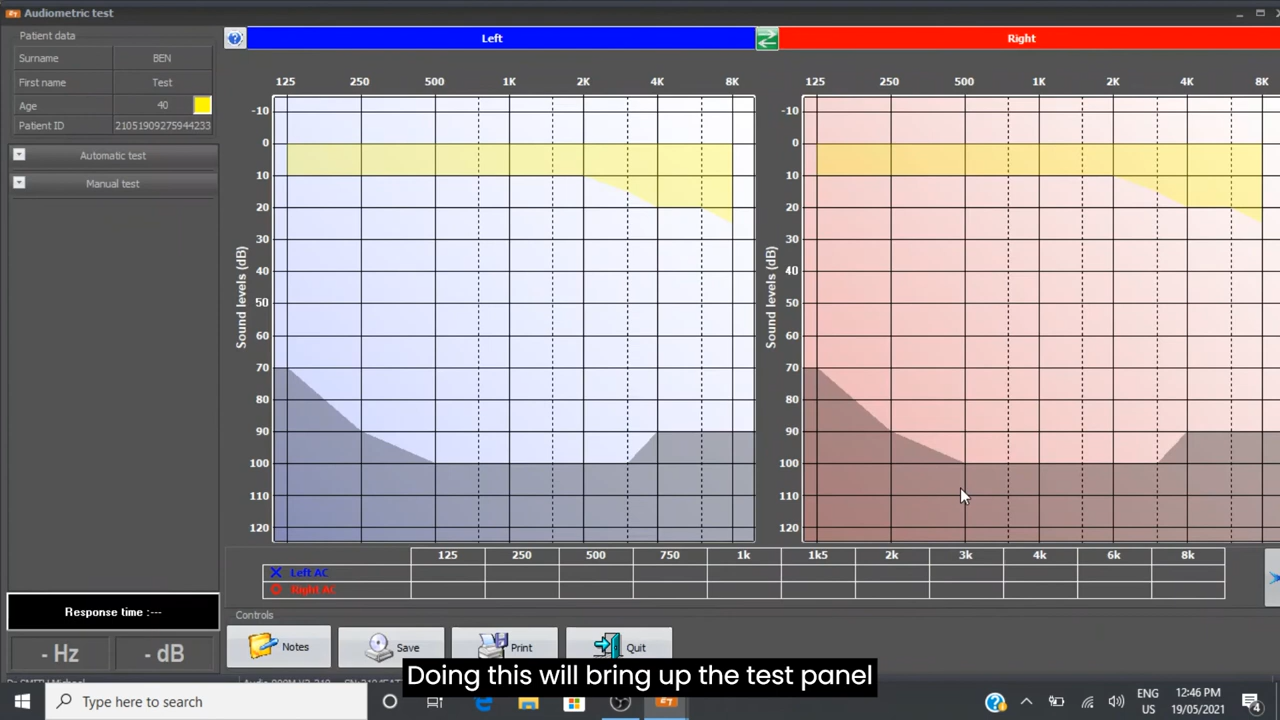 Audiometric test
Patient data
Surname BEN
First name Test
Age 40
Patient ID 21051909275944233
Automatic test
Manual test
Left
Right
125 250 500 1K 2K 4K 8K
125 250 500 1K 2K 4K 8K
Sound levels (dB)
-10
0
10
20
30
40
50
60
70
80
90
100
110
120
Sound levels (dB)
-10
0
10
20
30
40
50
60
70
80
90
100
110
120
125 250 500 750 1k 1k5 2k 3k 4k 6k 8k
Left AC
Right AC
Response time :---
- Hz - dB
Controls
Notes Save Print Quit
Doing this will bring up the test panel
Type here to search
ENG
US
12:46 PM
19/05/2021
4